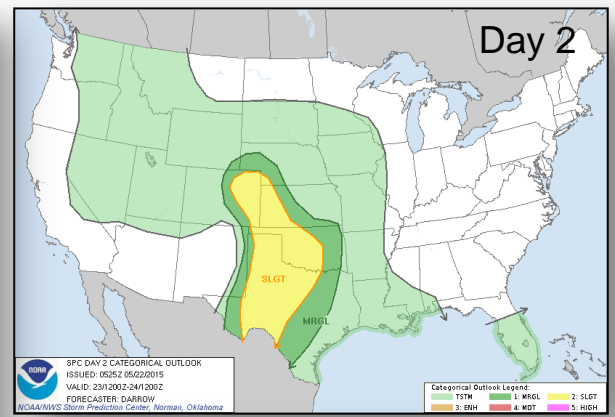 Day 2
SLGT
MRGL
NOAA
SPC DAY 2 CATEGORICAL OUTLOOK
ISSUED: 0525Z 05/22/2015
VALID: 23/1200Z-24/1200Z
FORECASTER: DARROW
NOAA/NWS Storm Prediction Center, Norman, Oklahoma
Categorical Outlook Legend:
TSTM 1: MRGL 2: SLGT
3: ENH 4: MDT 5: HIGH